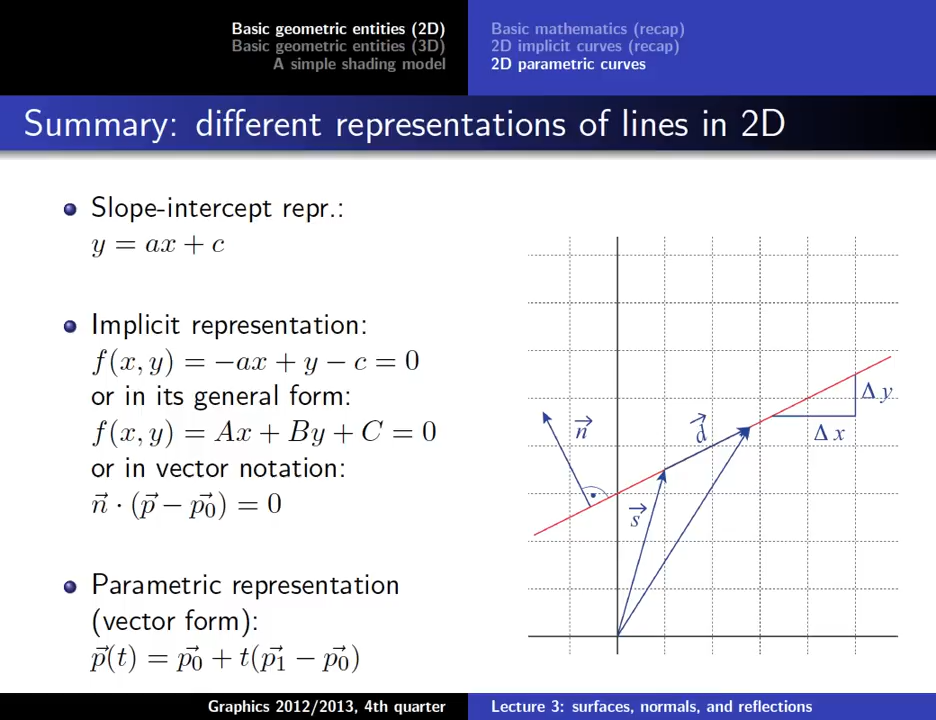 Basic geometric entities (2D)
Basic geometric entities (3D)
A simple shading model
Basic mathematics (recap)
2D implicit curves (recap)
2D parametric curves
Summary: different representations of lines in 2D
Slope-intercept repr.:
y = ax + c
Implicit representation:
f(x, y) = −ax + y − c = 0
or in its general form:
f(x, y) = Ax + By + C = 0
or in vector notation:
n⃗ · (p⃗ − p⃗₀) = 0
Parametric representation
(vector form):
p⃗(t) = p⃗₀ + t(p⃗₁ − p⃗₀)
n⃗
d⃗
s⃗
Δ y
Δ x
Graphics 2012/2013, 4th quarter
Lecture 3: surfaces, normals, and reflections